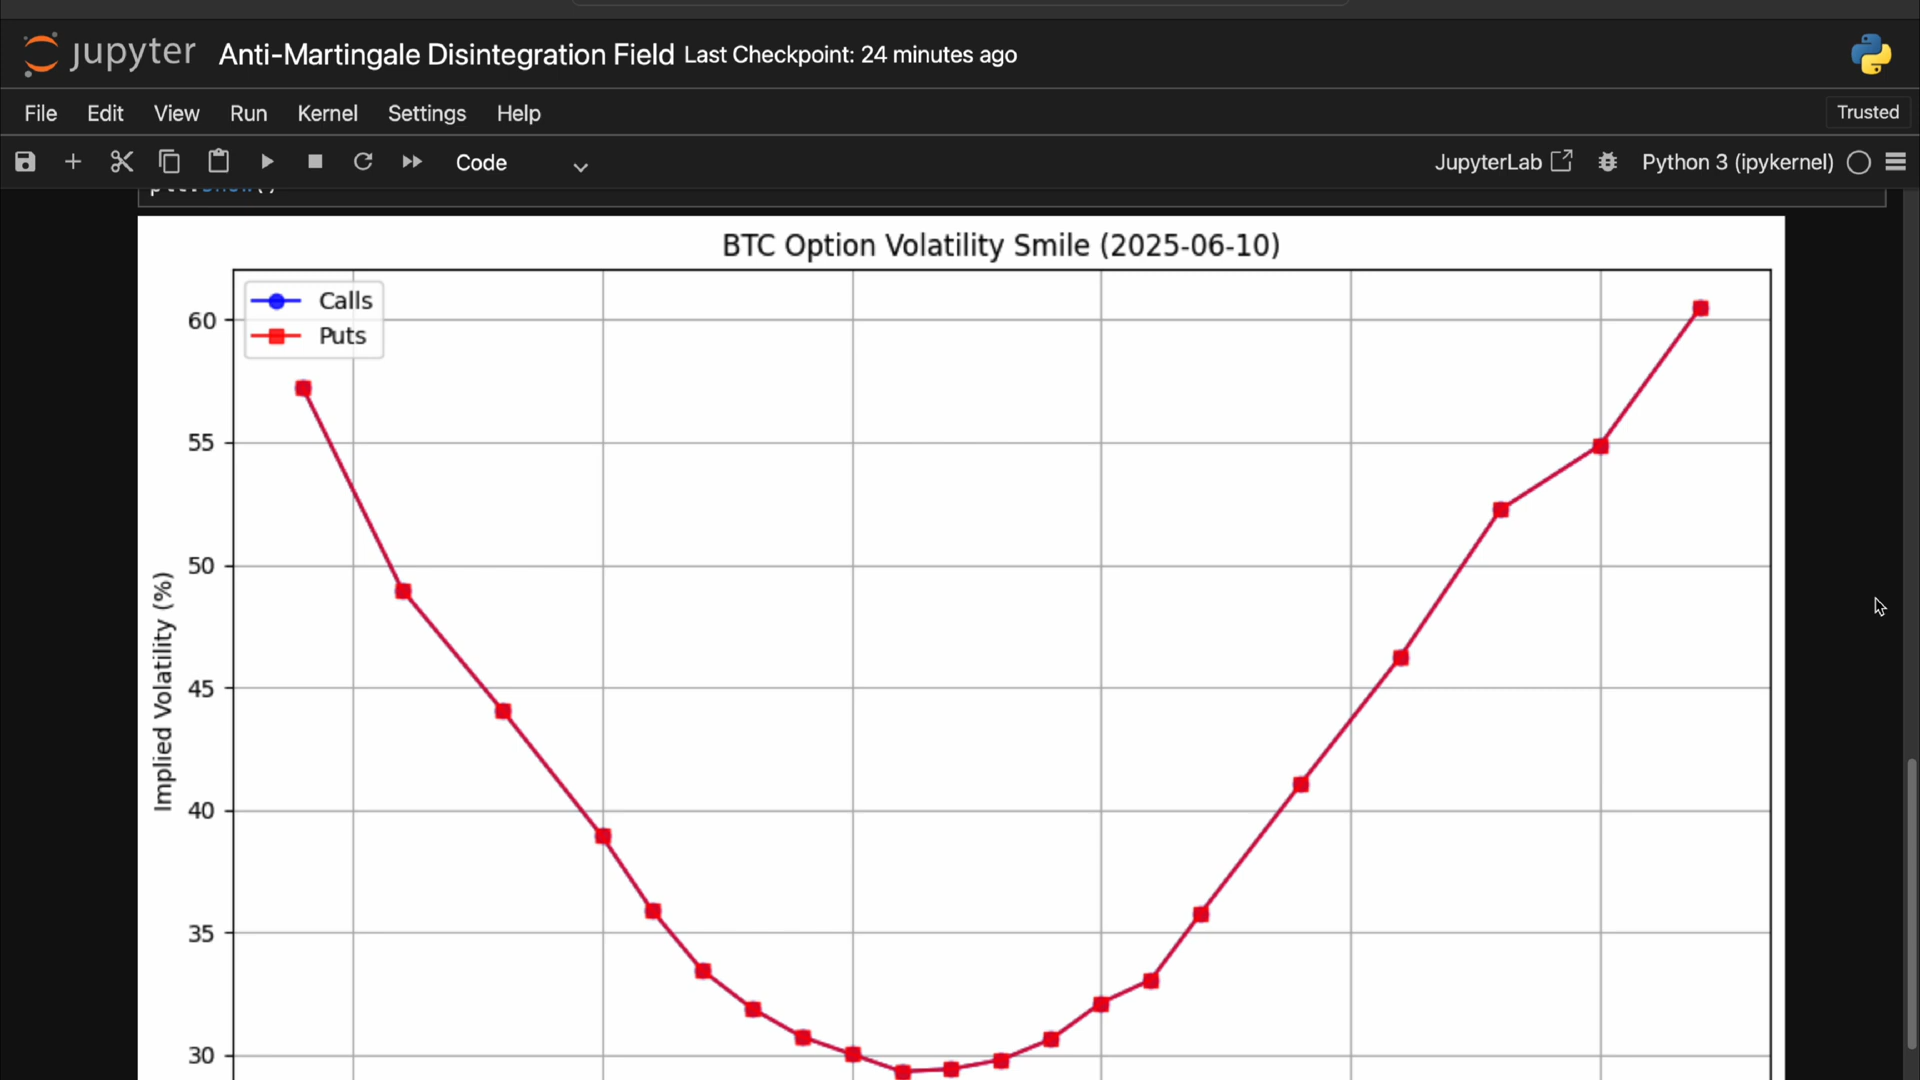 jupyter Anti-Martingale Disintegration Field Last Checkpoint: 24 minutes ago
File Edit View Run Kernel Settings Help Trusted
Code JupyterLab Python 3 (ipykernel)
plt.show()
BTC Option Volatility Smile (2025-06-10)
Calls
Puts
60
55
50
45
40
35
30
Implied Volatility (%)